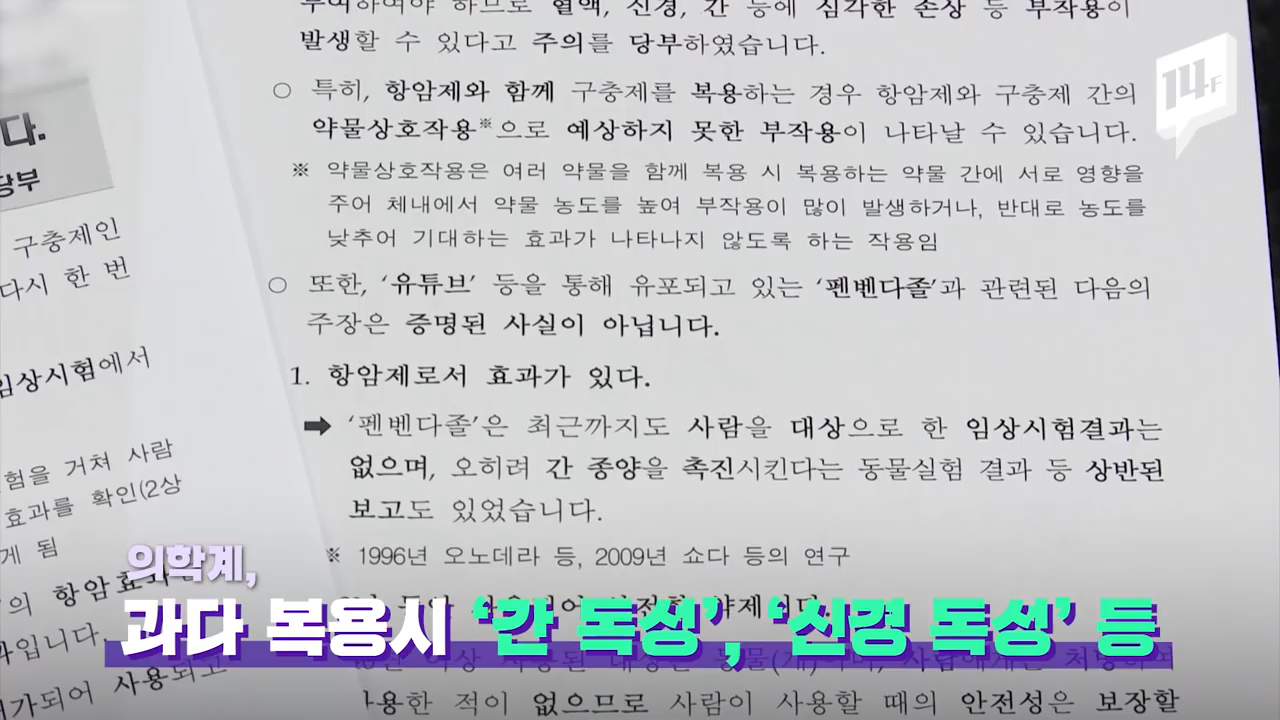 부여하여야 하므로 혈액, 신경, 간 등에 심각한 손상 등 부작용이
발생할 수 있다고 주의를 당부하였습니다.
○ 특히, 항암제와 함께 구충제를 복용하는 경우 항암제와 구충제 간의
약물상호작용※으로 예상하지 못한 부작용이 나타날 수 있습니다.
※ 약물상호작용은 여러 약물을 함께 복용 시 복용하는 약물 간에 서로 영향을
주어 체내에서 약물 농도를 높여 부작용이 많이 발생하거나, 반대로 농도를
낮추어 기대하는 효과가 나타나지 않도록 하는 작용임
○ 또한, ‘유튜브’ 등을 통해 유포되고 있는 ‘펜벤다졸’과 관련된 다음의
주장은 증명된 사실이 아닙니다.
1. 항암제로서 효과가 있다.
➡ ‘펜벤다졸’은 최근까지도 사람을 대상으로 한 임상시험결과는
없으며, 오히려 간 종양을 촉진시킨다는 동물실험 결과 등 상반된
보고도 있었습니다.
※ 1996년 오노데라 등, 2009년 쇼다 등의 연구
사용한 적이 없으므로 사람이 사용할 때의 안전성은 보장할
다.
당부
구충제인
다시 한 번
임상시험에서
험을 거쳐 사람
효과를 확인(2상
게 됨
의 항암효과
과입니다.
가되어 사용되고
14F
의학계,
과다 복용시 ‘간 독성’, ‘신경 독성’ 등